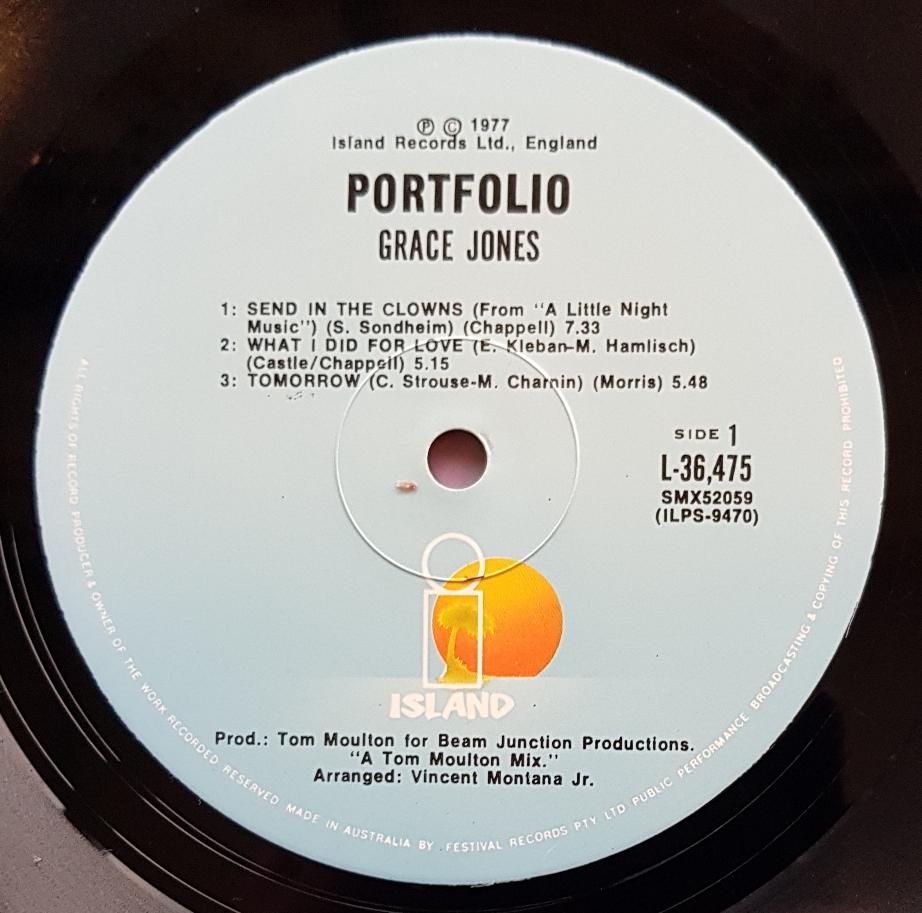 Ⓟ © 1977
Island Records Ltd., England
PORTFOLIO
GRACE JONES
1: SEND IN THE CLOWNS (From "A Little Night
Music") (S. Sondheim) (Chappell) 7.33
2: WHAT I DID FOR LOVE (E. Kleban-M. Hamlisch)
(Castle/Chappell) 5.15
3: TOMORROW (C. Strouse-M. Charnin) (Morris) 5.48
SIDE 1
L-36,475
SMX52059
(ILPS-9470)
ISLAND
Prod.: Tom Moulton for Beam Junction Productions.
"A Tom Moulton Mix."
Arranged: Vincent Montana Jr.
ALL RIGHTS OF RECORD PRODUCER & OWNER OF THE WORK RECORDED RESERVED MADE IN AUSTRALIA BY FESTIVAL RECORDS PTY LTD PUBLIC PERFORMANCE BROADCASTING & COPYING OF THIS RECORD PROHIBITED